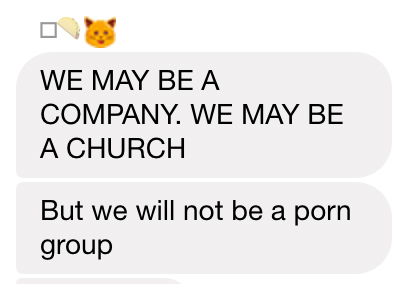 WE MAY BE A
COMPANY. WE MAY BE
A CHURCH
But we will not be a porn
group